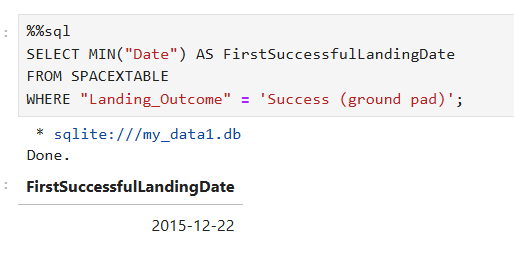 :
%%sql
SELECT MIN("Date") AS FirstSuccessfulLandingDate
FROM SPACEXTABLE
WHERE "Landing_Outcome" = 'Success (ground pad)';
* sqlite:///my_data1.db
Done.
:
FirstSuccessfulLandingDate
2015-12-22